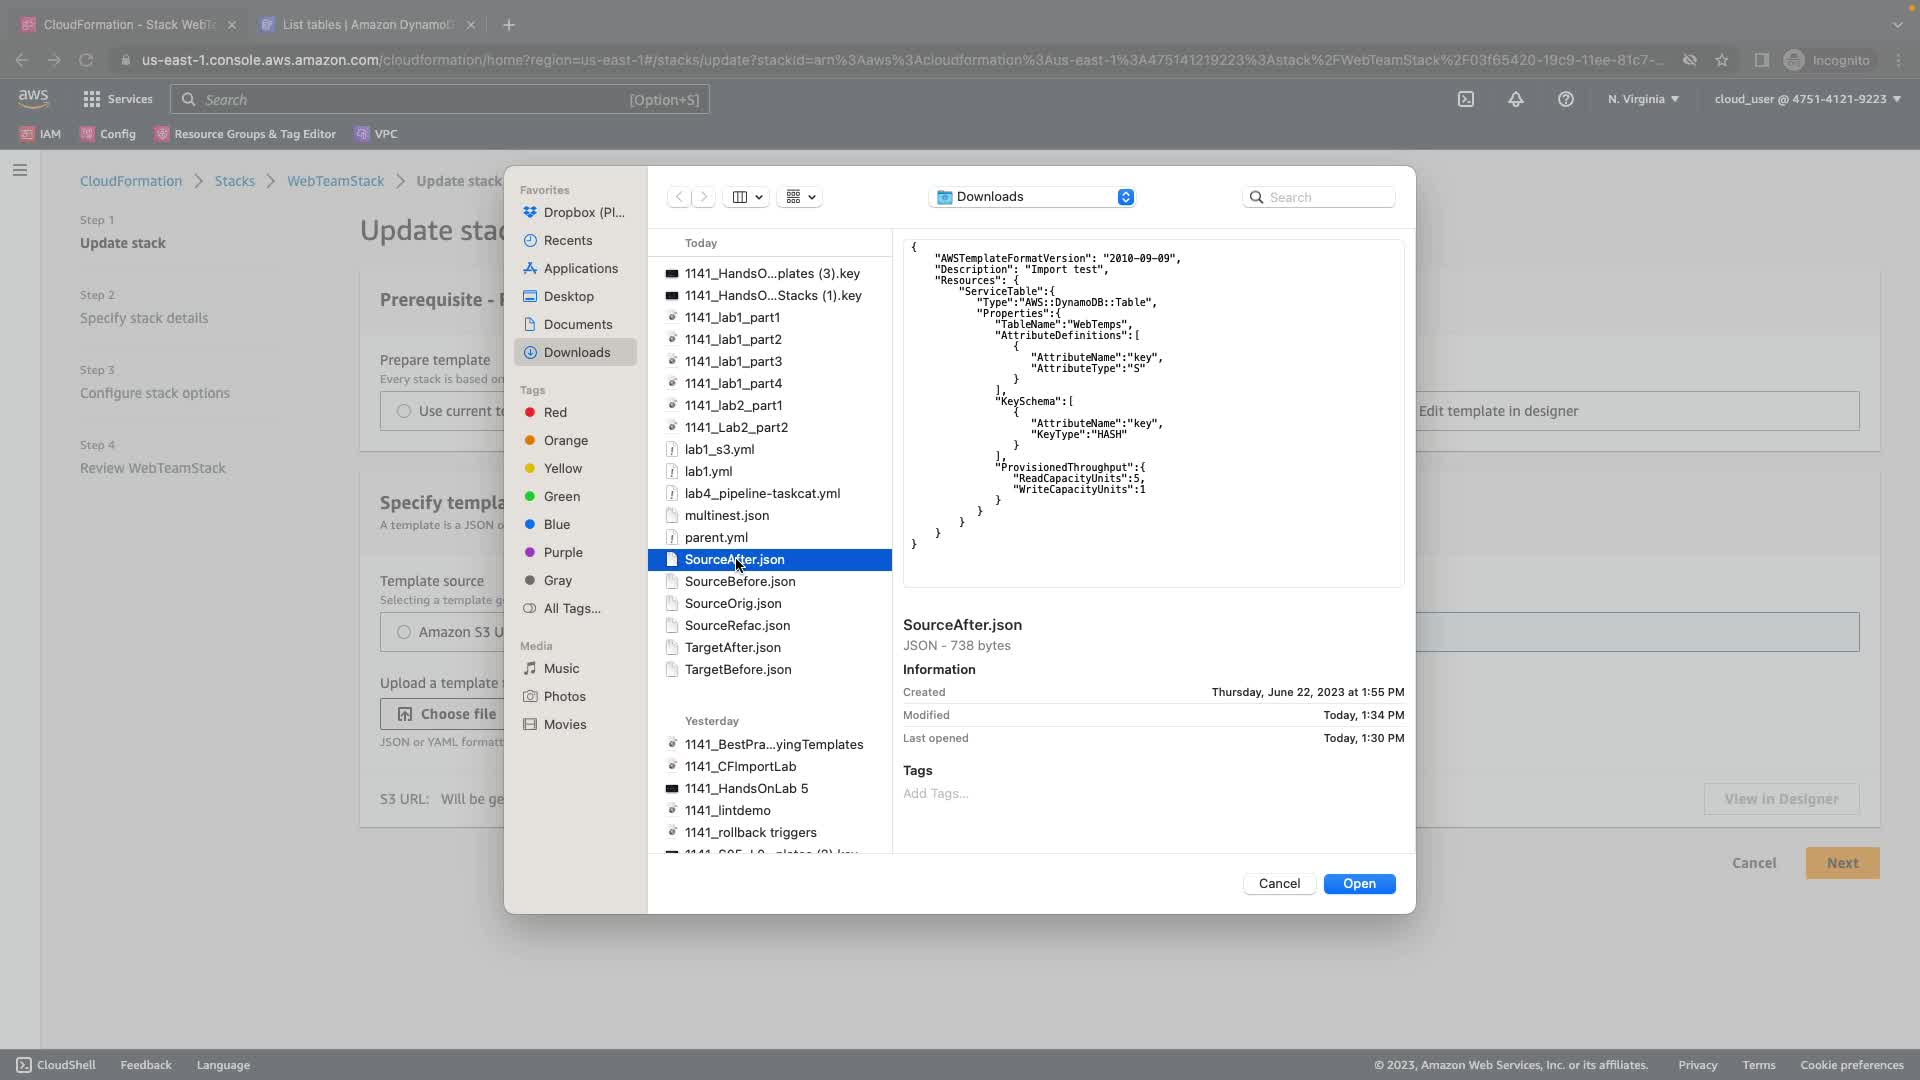 CloudFormation - Stack WebTe
List tables | Amazon DynamoD
us-east-1.console.aws.amazon.com/cloudformation/home?region=us-east-1#/stacks/update?stackId=arn%3Aaws%3Acloudformation%3Aus-east-1%3A475141219223%3Astack%2FWebTeamStack%2F03f65420-19c9-11ee-81c7-...
Incognito
aws
Services
Search
[Option+S]
N. Virginia
cloud_user @ 4751-4121-9223
IAM
Config
Resource Groups & Tag Editor
VPC
CloudFormation
Stacks
WebTeamStack
Update stack
Step 1
Update stack
Step 2
Specify stack details
Step 3
Configure stack options
Step 4
Review WebTeamStack
Update stac
Prerequisite - P
Prepare template
Every stack is based on
Use current te
Edit template in designer
Specify templa
A template is a JSON o
Template source
Selecting a template g
Amazon S3 U
Upload a template
Choose file
JSON or YAML formatt
S3 URL: Will be ge
View in Designer
Cancel
Next
Favorites
Dropbox (Pl...
Recents
Applications
Desktop
Documents
Downloads
Tags
Red
Orange
Yellow
Green
Blue
Purple
Gray
All Tags...
Media
Music
Photos
Movies
Downloads
Search
Today
1141_HandsO...plates (3).key
1141_HandsO...Stacks (1).key
1141_lab1_part1
1141_lab1_part2
1141_lab1_part3
1141_lab1_part4
1141_lab2_part1
1141_Lab2_part2
lab1_s3.yml
lab1.yml
lab4_pipeline-taskcat.yml
multinest.json
parent.yml
SourceAfter.json
SourceBefore.json
SourceOrig.json
SourceRefac.json
TargetAfter.json
TargetBefore.json
Yesterday
1141_BestPra...yingTemplates
1141_CFImportLab
1141_HandsOnLab 5
1141_lintdemo
1141_rollback triggers
{
"AWSTemplateFormatVersion": "2010-09-09",
"Description": "Import test",
"Resources": {
"ServiceTable":{
"Type":"AWS::DynamoDB::Table",
"Properties":{
"TableName":"WebTemps",
"AttributeDefinitions":[
{
"AttributeName":"key",
"AttributeType":"S"
}
],
"KeySchema":[
{
"AttributeName":"key",
"KeyType":"HASH"
}
],
"ProvisionedThroughput":{
"ReadCapacityUnits":5,
"WriteCapacityUnits":1
}
}
}
}
}
SourceAfter.json
JSON - 738 bytes
Information
Created Thursday, June 22, 2023 at 1:55 PM
Modified Today, 1:34 PM
Last opened Today, 1:30 PM
Tags
Add Tags...
Cancel
Open
CloudShell
Feedback
Language
© 2023, Amazon Web Services, Inc. or its affiliates.
Privacy
Terms
Cookie preferences